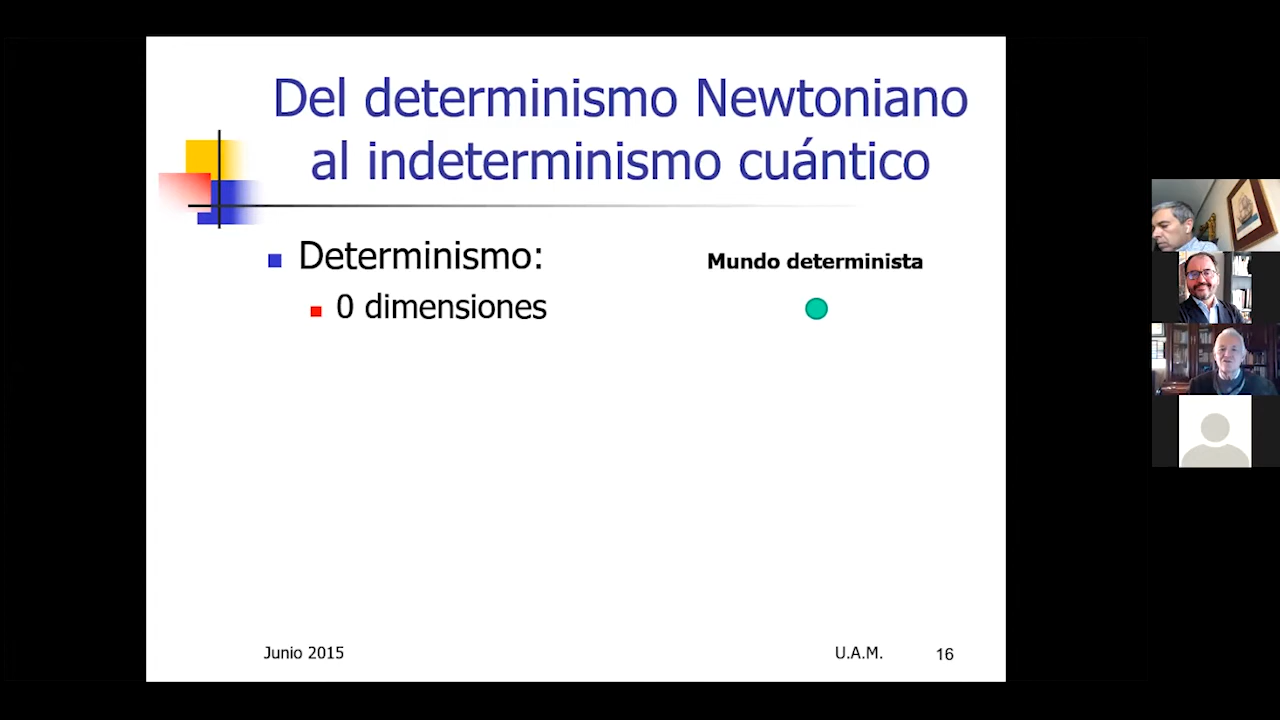 Del determinismo Newtoniano
al indeterminismo cuántico
Determinismo:
0 dimensiones
Mundo determinista
Junio 2015
U.A.M.
16